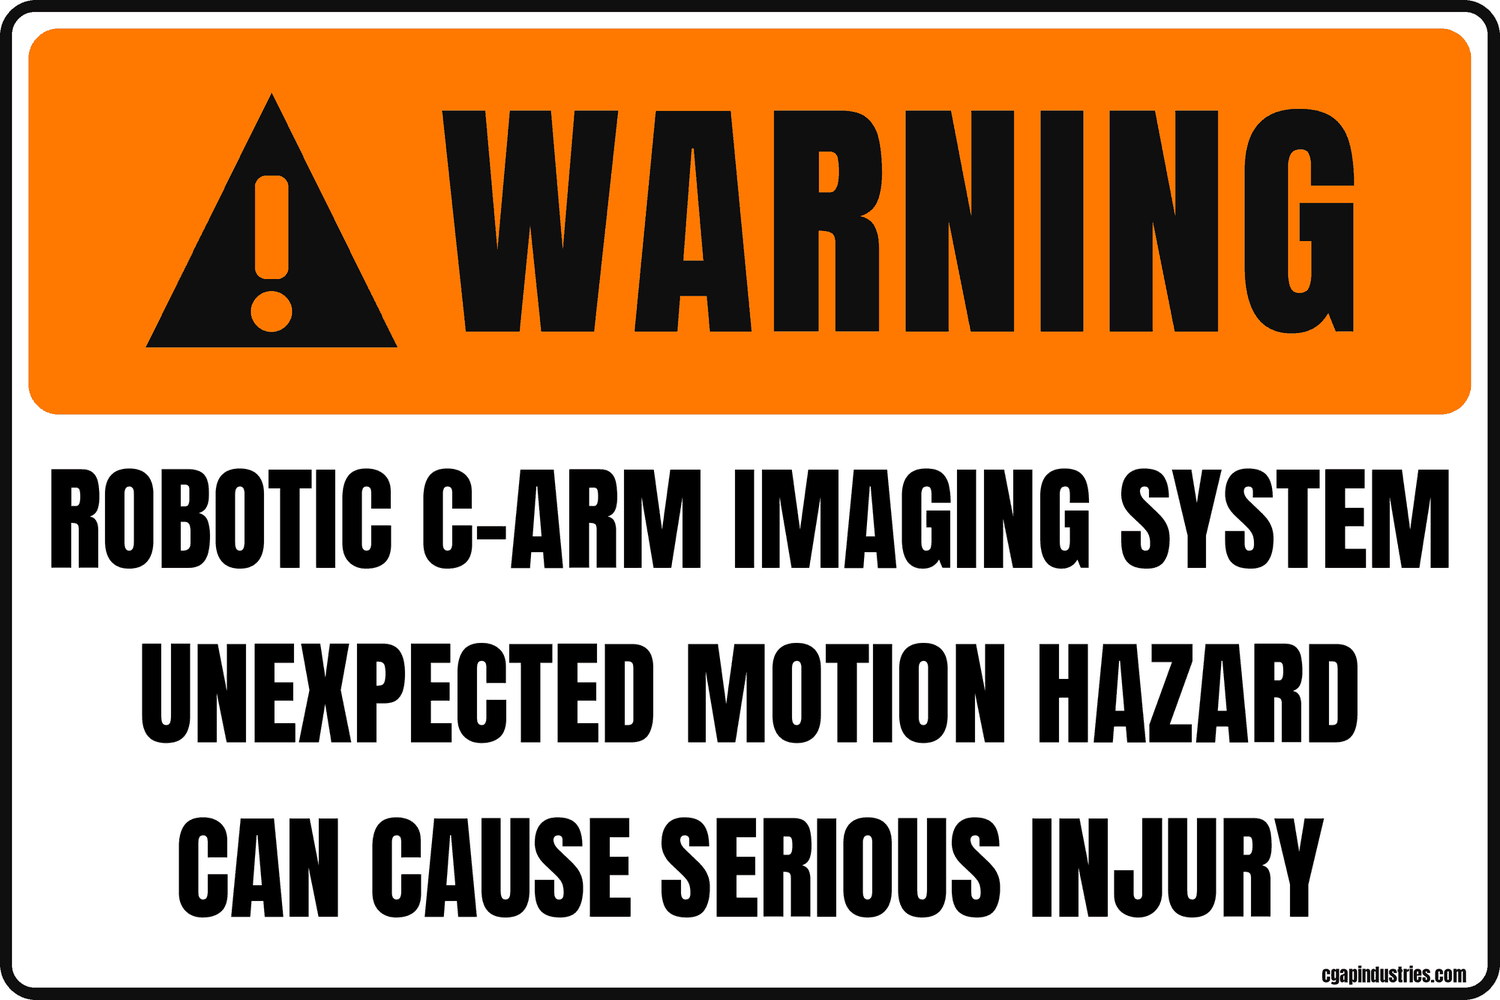 WARNING
ROBOTIC C-ARM IMAGING SYSTEM
UNEXPECTED MOTION HAZARD
CAN CAUSE SERIOUS INJURY
cgapindustries.com